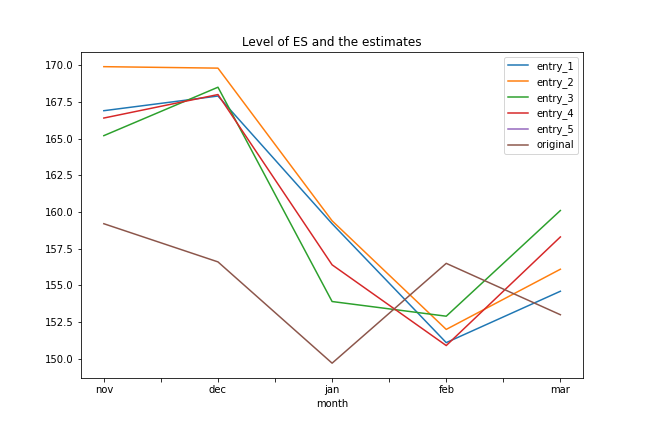 Level of ES and the estimates
170.0
167.5
165.0
162.5
160.0
157.5
155.0
152.5
150.0
entry_1
entry_2
entry_3
entry_4
entry_5
original
nov dec jan feb mar
month